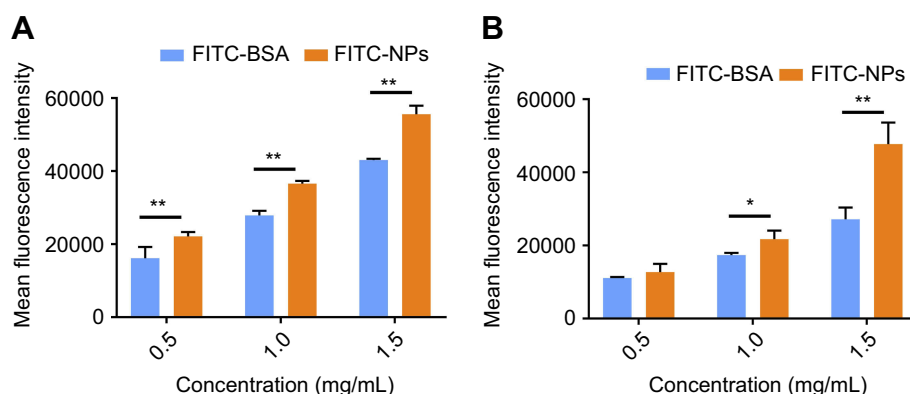 A
FITC-BSA FITC-NPs
Mean fluorescence intensity
60000
40000
20000
0
**
**
**
0.5
1.0
1.5
Concentration (mg/mL)
B
FITC-BSA FITC-NPs
Mean fluorescence intensity
60000
40000
20000
0
*
**
0.5
1.0
1.5
Concentration (mg/mL)